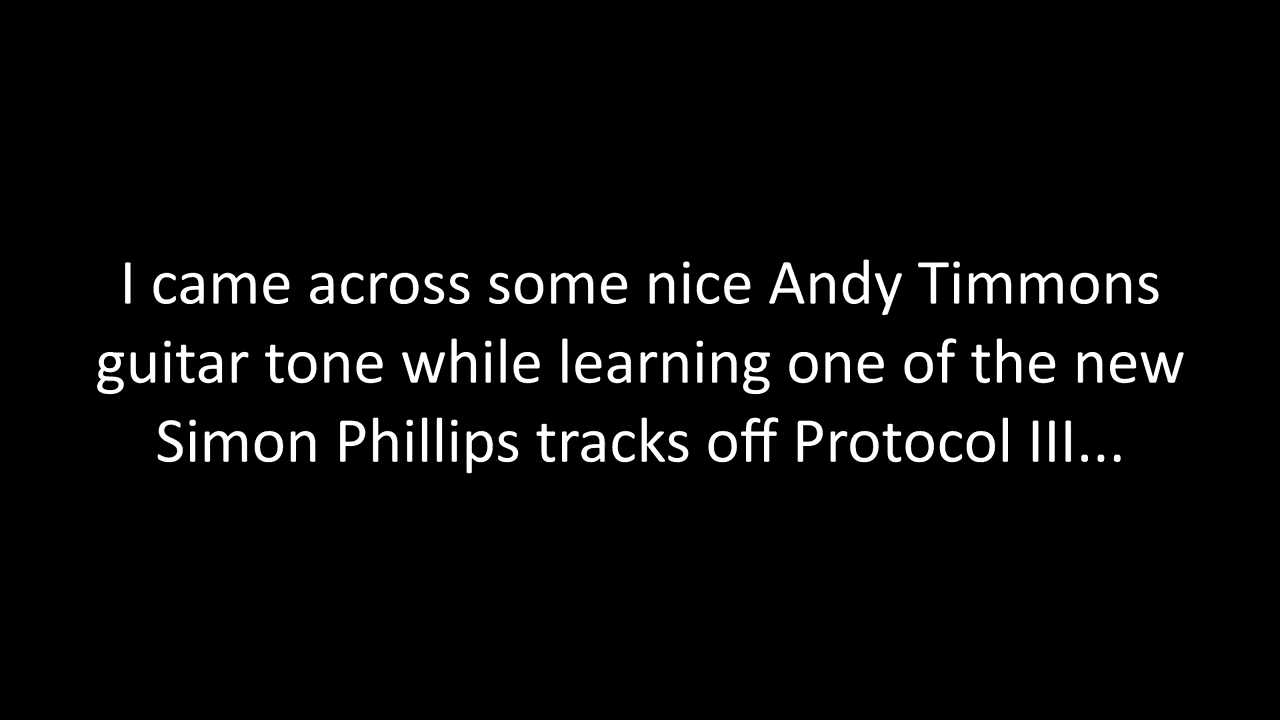 I came across some nice Andy Timmons
guitar tone while learning one of the new
Simon Phillips tracks off Protocol III...